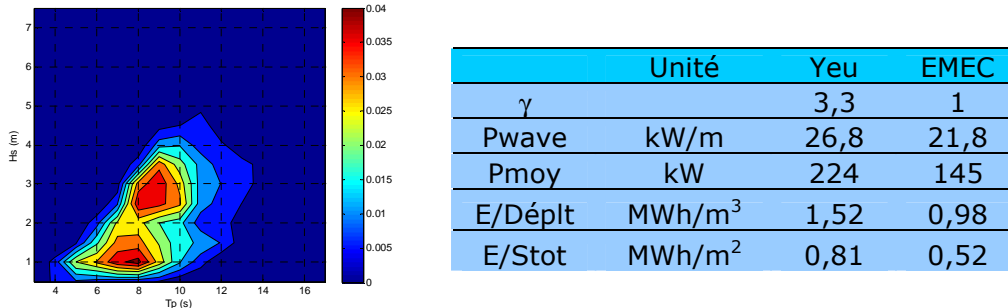 7
6
5
4
3
2
1
Hs (m)
4 6 8 10 12 14 16
Tp (s)
0.04
0.035
0.03
0.025
0.02
0.015
0.01
0.005
0
Unité Yeu EMEC
γ 3,3 1
Pwave kW/m 26,8 21,8
Pmoy kW 224 145
E/Déplt MWh/m³ 1,52 0,98
E/Stot MWh/m² 0,81 0,52